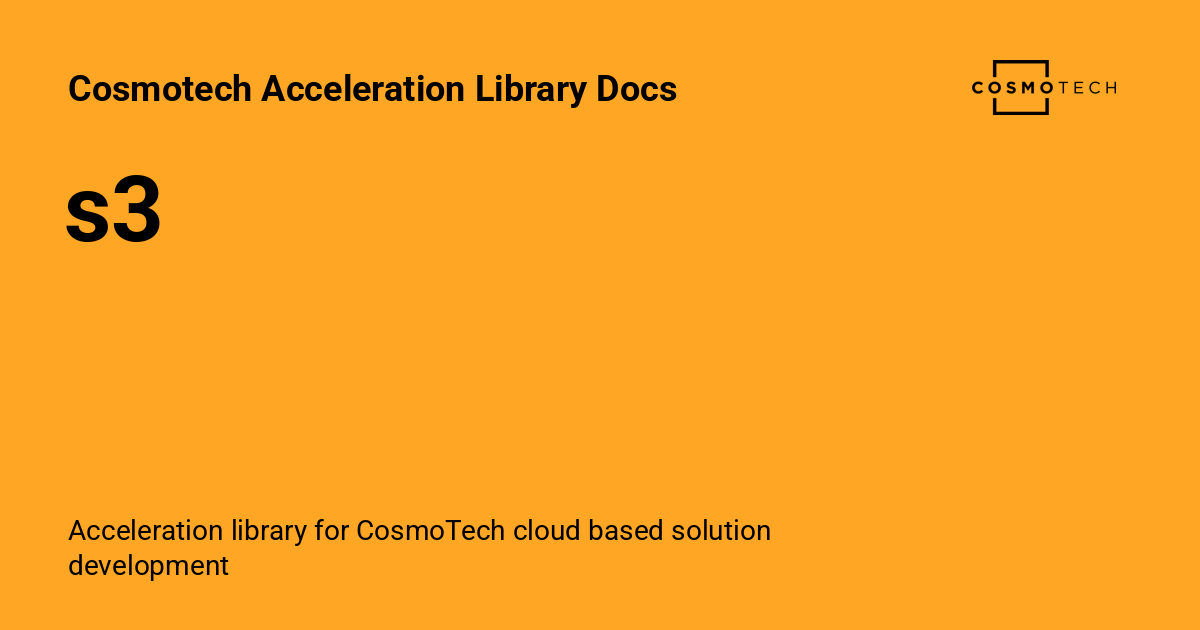 Cosmotech Acceleration Library Docs
COSMOTECH
s3
Acceleration library for CosmoTech cloud based solution
development